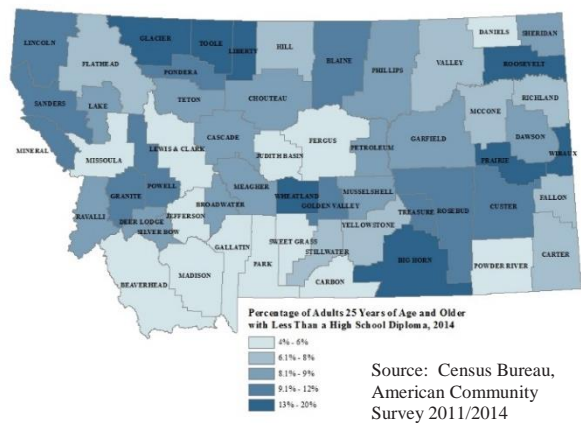 LINCOLN
FLATHEAD
GLACIER
TOOLE
LIBERTY
HILL
BLAINE
PHILLIPS
VALLEY
DANIELS
SHERIDAN
ROOSEVELT
PONDERA
SANDERS
LAKE
TETON
CHOUTEAU
RICHLAND
MCCONE
MINERAL
MISSOULA
LEWIS & CLARK
CASCADE
JUDITH BASIN
FERGUS
PETROLEUM
GARFIELD
DAWSON
PRAIRIE
WIBAUX
POWELL
GRANITE
MEAGHER
WHEATLAND
GOLDEN VALLEY
MUSSELSHELL
RAVALLI
DEER LODGE
SILVER BOW
JEFFERSON
BROADWATER
TREASURE
ROSEBUD
CUSTER
FALLON
YELLOWSTONE
GALLATIN
SWEET GRASS
STILLWATER
BEAVERHEAD
MADISON
PARK
CARBON
BIG HORN
POWDER RIVER
CARTER
Percentage of Adults 25 Years of Age and Older
with Less Than a High School Diploma, 2014
4% - 6%
6.1% - 8%
8.1% - 9%
9.1% - 12%
13% - 20%
Source: Census Bureau,
American Community
Survey 2011/2014